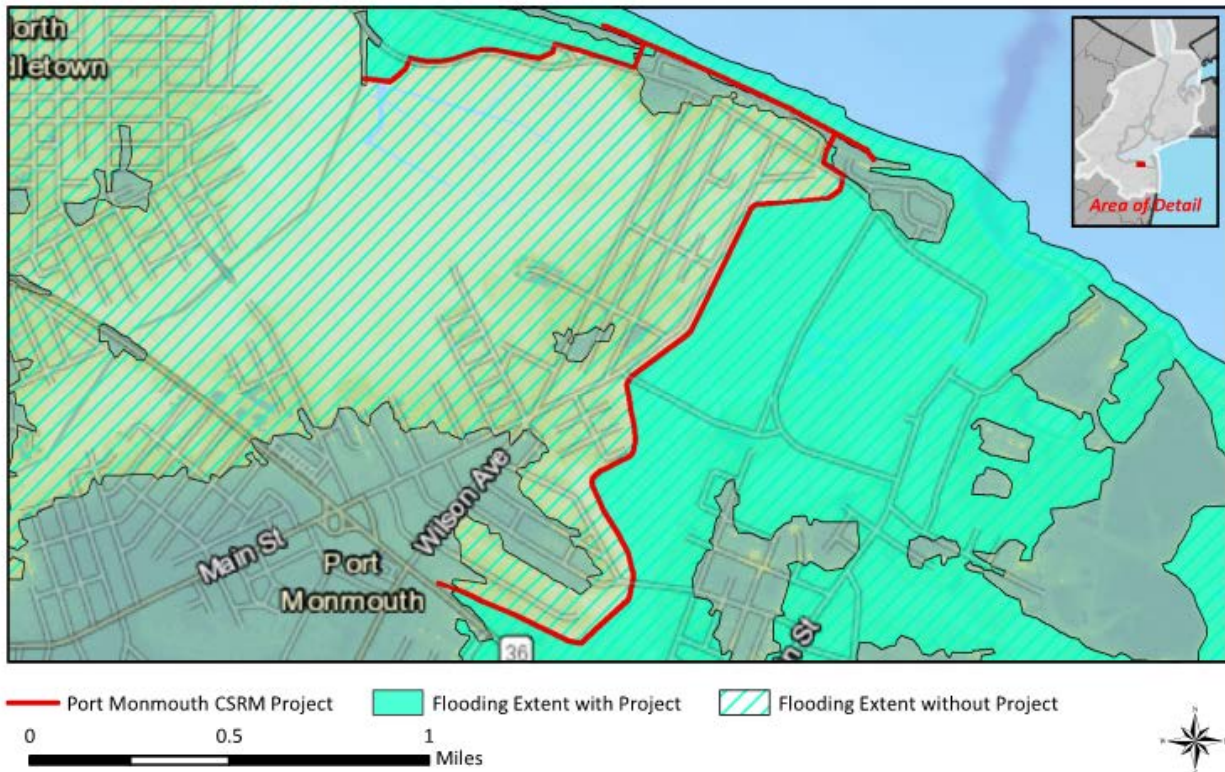 orth
dletown
Area of Detail
Wilson Ave
Main St
Port
Monmouth
36
n St
Port Monmouth CSRM Project
Flooding Extent with Project
Flooding Extent without Project
0 0.5 1
Miles
N